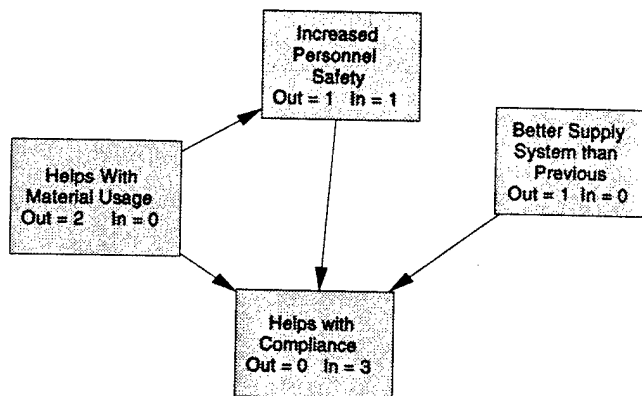 Increased
Personnel
Safety
Out = 1 In = 1
Better Supply
System than
Previous
Out = 1 In = 0
Helps With
Material Usage
Out = 2 In = 0
Helps with
Compliance
Out = 0 In = 3